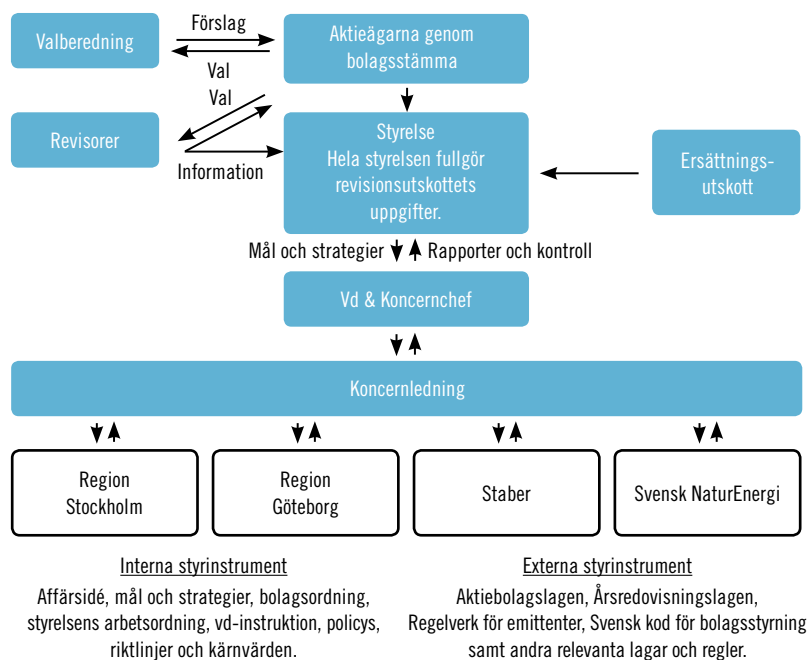 Förslag
Valberedning
Aktieägarna genom
bolagsstämma
Val
Val
Revisorer
Information
Styrelse
Hela styrelsen fullgör
revisionsutskottets
uppgifter.
Ersättnings-
utskott
Mål och strategier
Rapporter och kontroll
Vd & Koncernchef
Koncernledning
Region
Stockholm
Region
Göteborg
Staber
Svensk NaturEnergi
Interna styrinstrument
Affärsidé, mål och strategier, bolagsordning,
styrelsens arbetsordning, vd-instruktion, policys,
riktlinjer och kärnvärden.
Externa styrinstrument
Aktiebolagslagen, Årsredovisningslagen,
Regelverk för emittenter, Svensk kod för bolagsstyrning
samt andra relevanta lagar och regler.